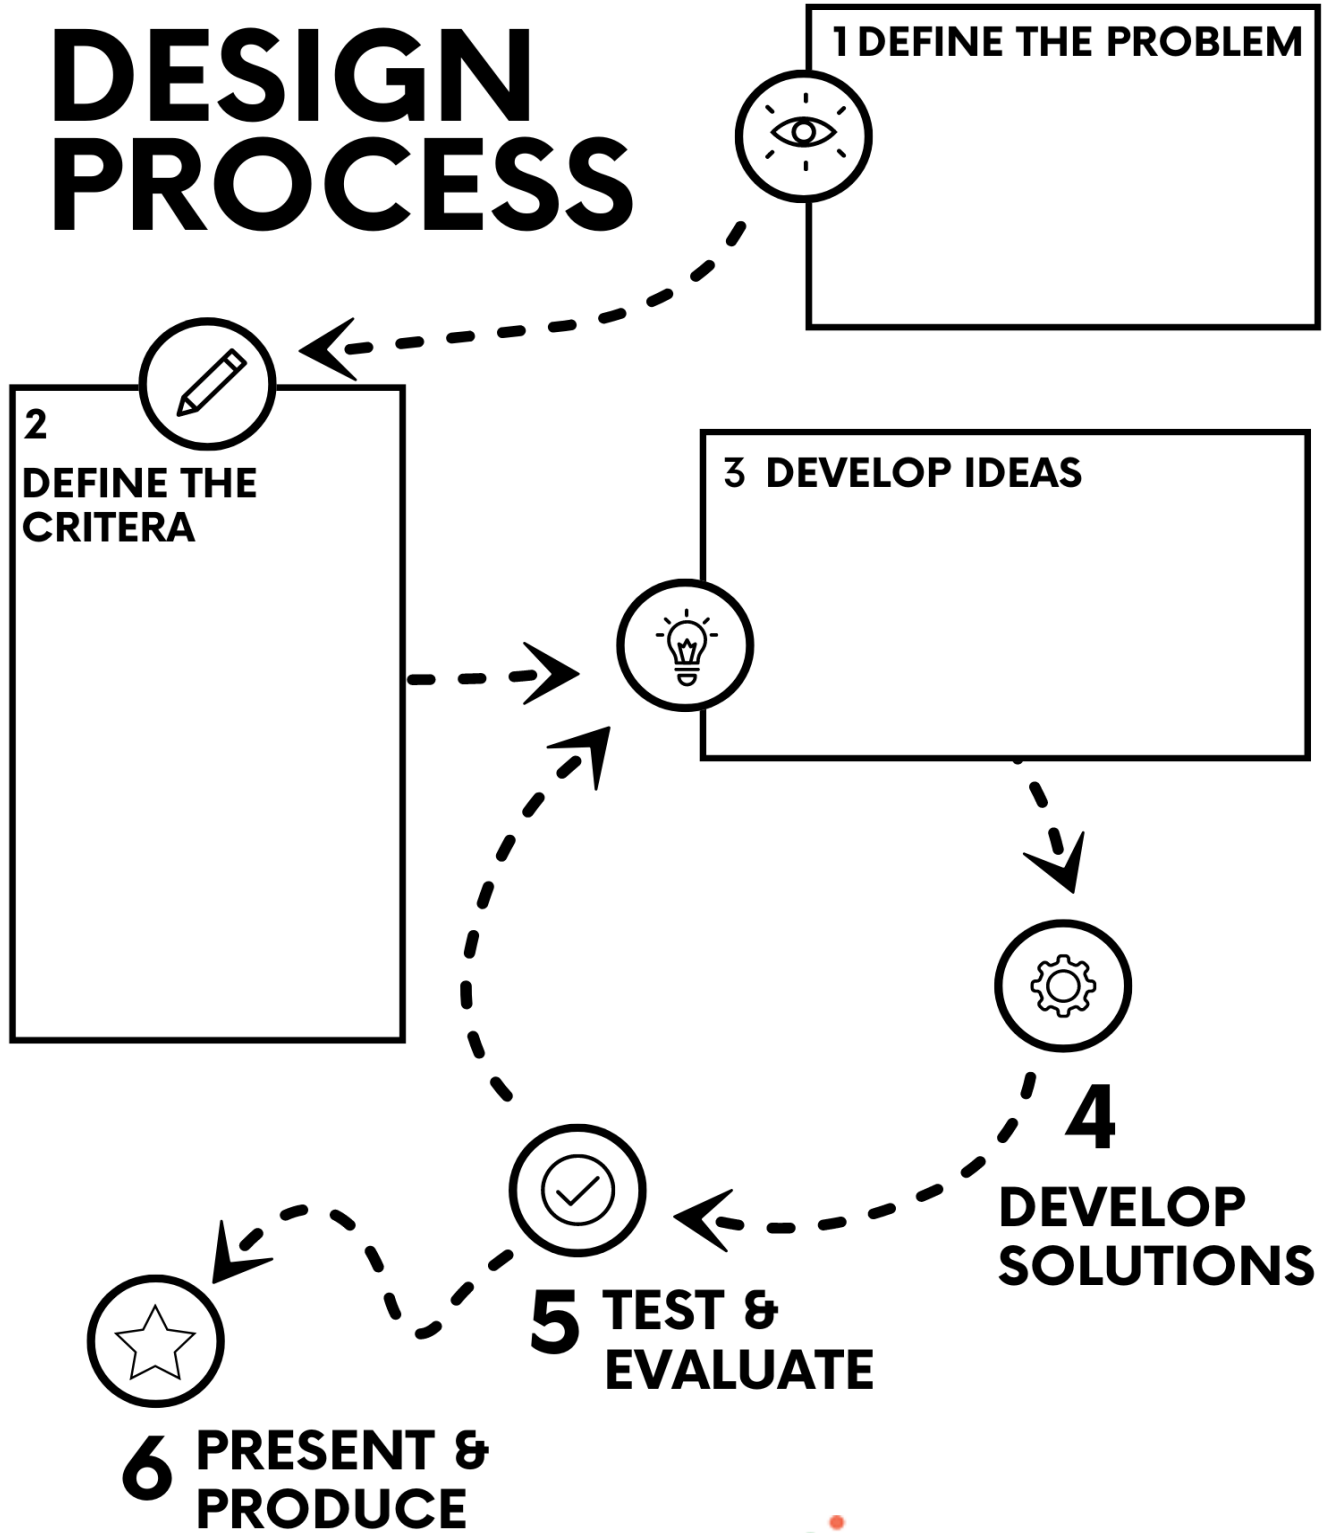 DESIGN
PROCESS
1 DEFINE THE PROBLEM
2
DEFINE THE
CRITERA
3 DEVELOP IDEAS
4
DEVELOP
SOLUTIONS
5 TEST &
EVALUATE
6 PRESENT &
PRODUCE